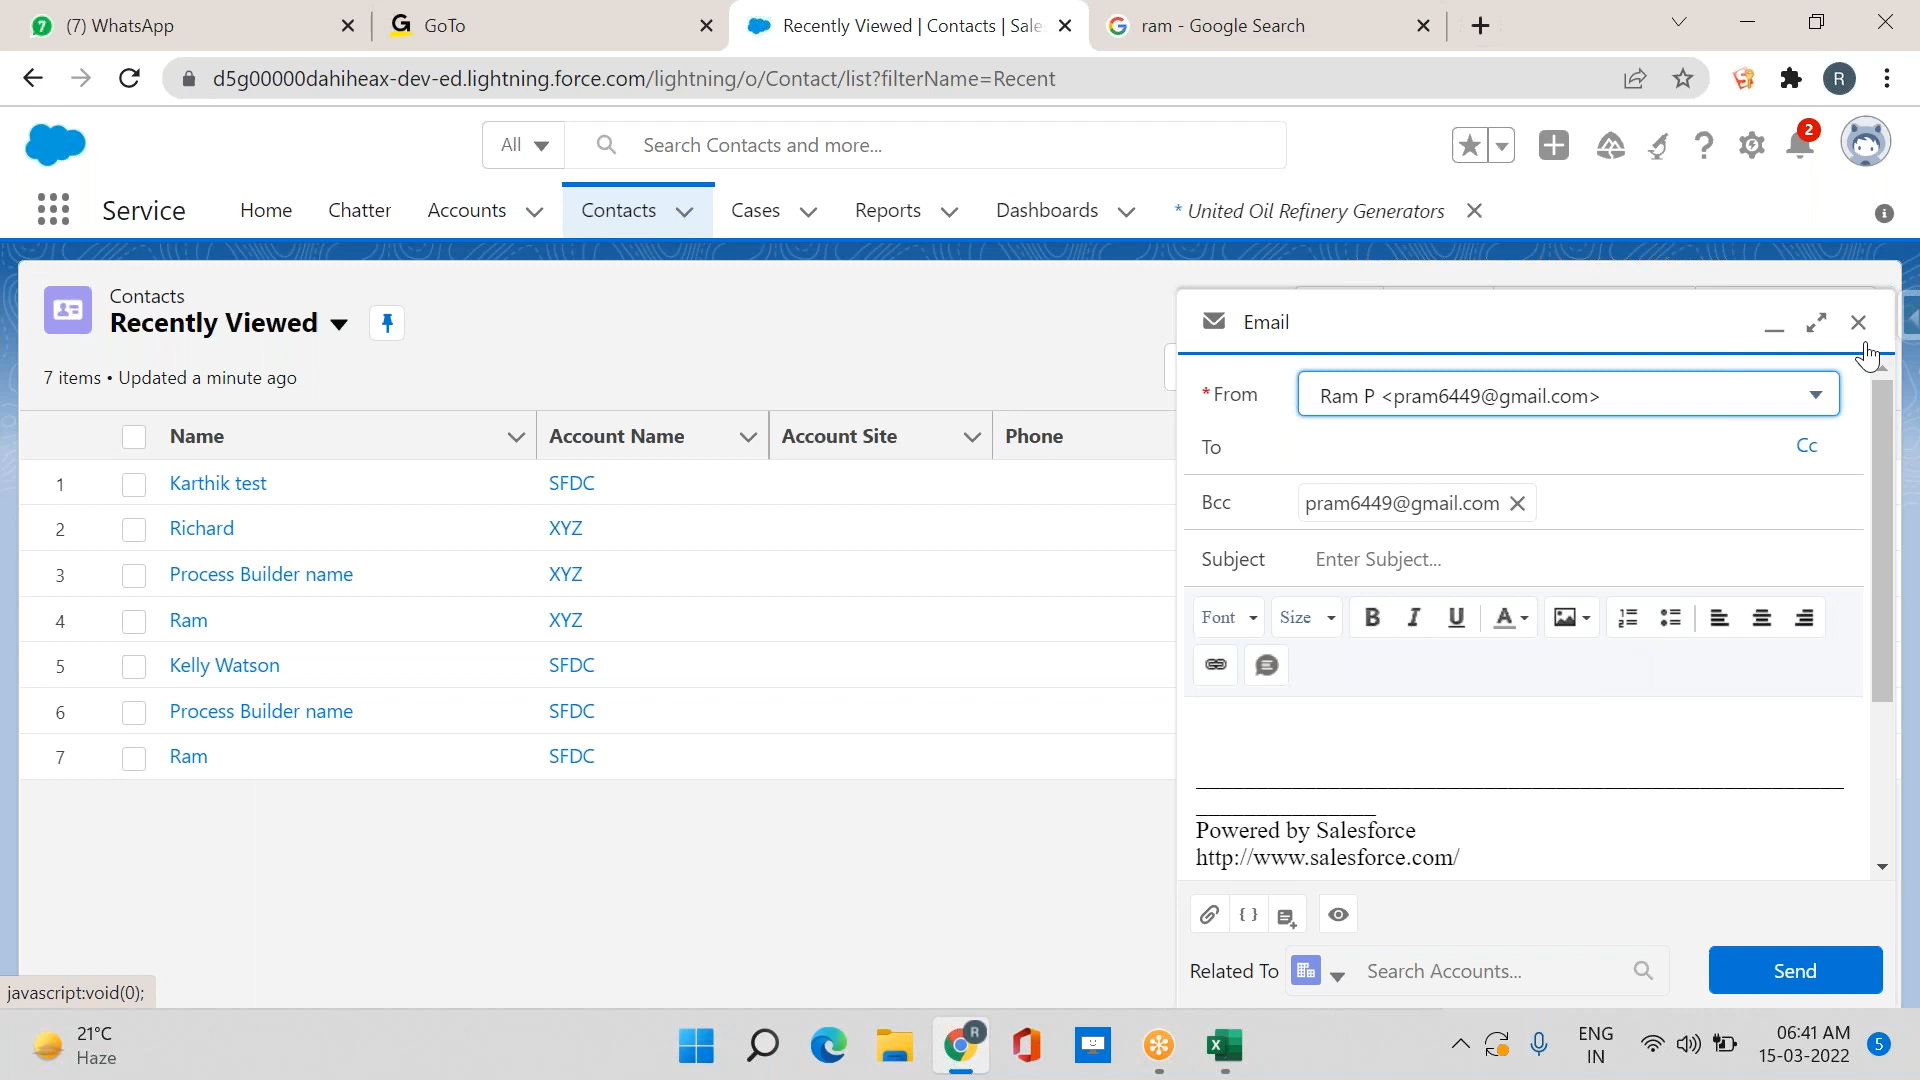 7 (7) WhatsApp
GoTo
Recently Viewed | Contacts | Sale
ram - Google Search
d5g00000dahiheax-dev-ed.lightning.force.com/lightning/o/Contact/list?filterName=Recent
R
All
Search Contacts and more...
2
Service
Home
Chatter
Accounts
Contacts
Cases
Reports
Dashboards
* United Oil Refinery Generators
Contacts
Recently Viewed
7 items • Updated a minute ago
Name
Account Name
Account Site
Phone
1 Karthik test SFDC
2 Richard XYZ
3 Process Builder name XYZ
4 Ram XYZ
5 Kelly Watson SFDC
6 Process Builder name SFDC
7 Ram SFDC
Email
* From Ram P <pram6449@gmail.com>
To Cc
Bcc pram6449@gmail.com
Subject Enter Subject...
Font Size B I U A
Powered by Salesforce
http://www.salesforce.com/
{ }
Related To Search Accounts... Send
javascript:void(0);
21°C
Haze
R
ENG
IN
06:41 AM
15-03-2022
5